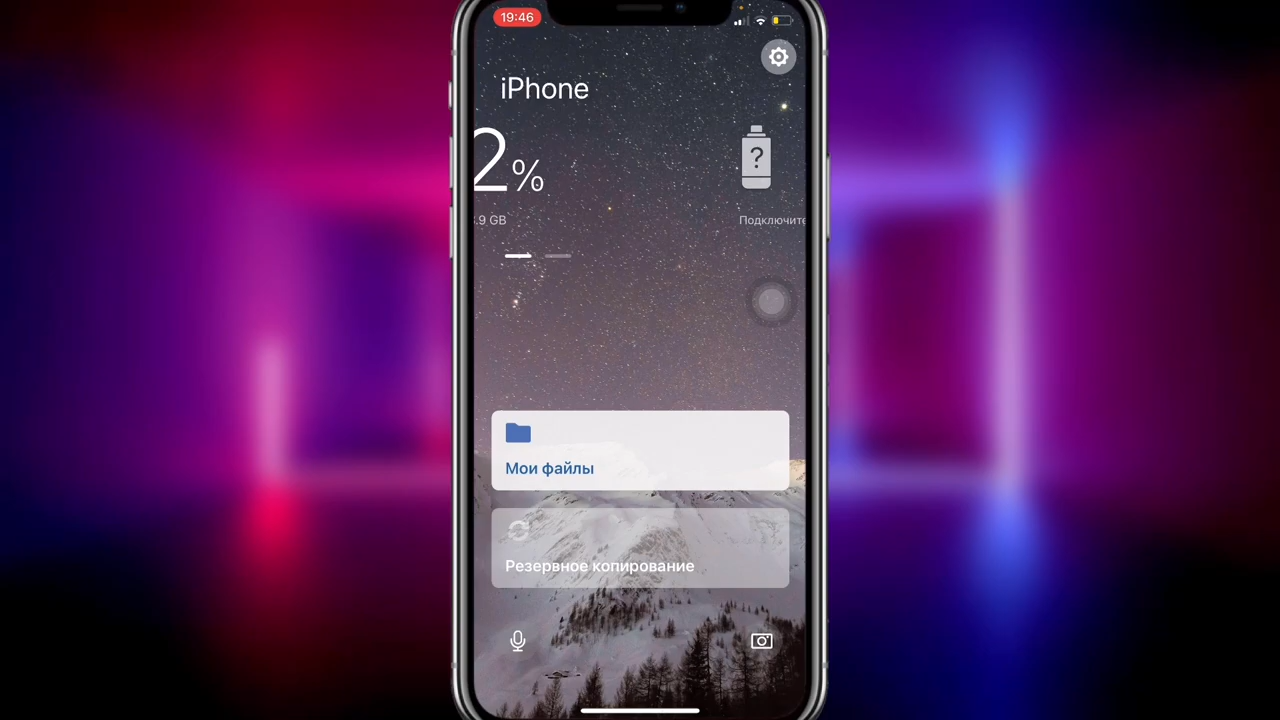 19:46
iPhone
2%
.9 GB
?
Подключите
Мои файлы
Резервное копирование